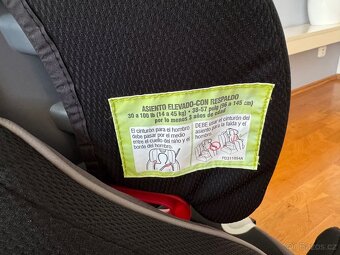 ASIENTO ELEVADO-CON RESPALDO
30 a 100 lb (14 a 45 kg) • 38-57 pulg (96 a 145 cm)
por lo menos 3 años de edad
El cinturón para el hombro
debe pasar por el medio
entre el cuello del niño y el
borde del hombro.
DEBE usar el cinturón del
asiento para la falda y el
hombro.